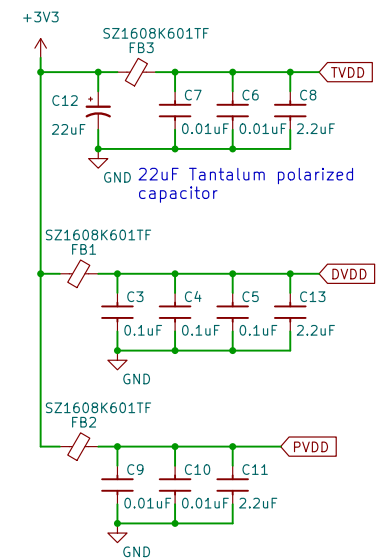 +3V3
SZ1608K601TF
FB3
TVDD
C12
+
C7
C6
C8
22uF
0.01uF
0.01uF
2.2uF
GND
22uF Tantalum polarized
capacitor
SZ1608K601TF
FB1
DVDD
C3
C4
C5
C13
0.1uF
0.1uF
0.1uF
2.2uF
GND
SZ1608K601TF
FB2
PVDD
C9
C10
C11
0.01uF
0.01uF
2.2uF
GND